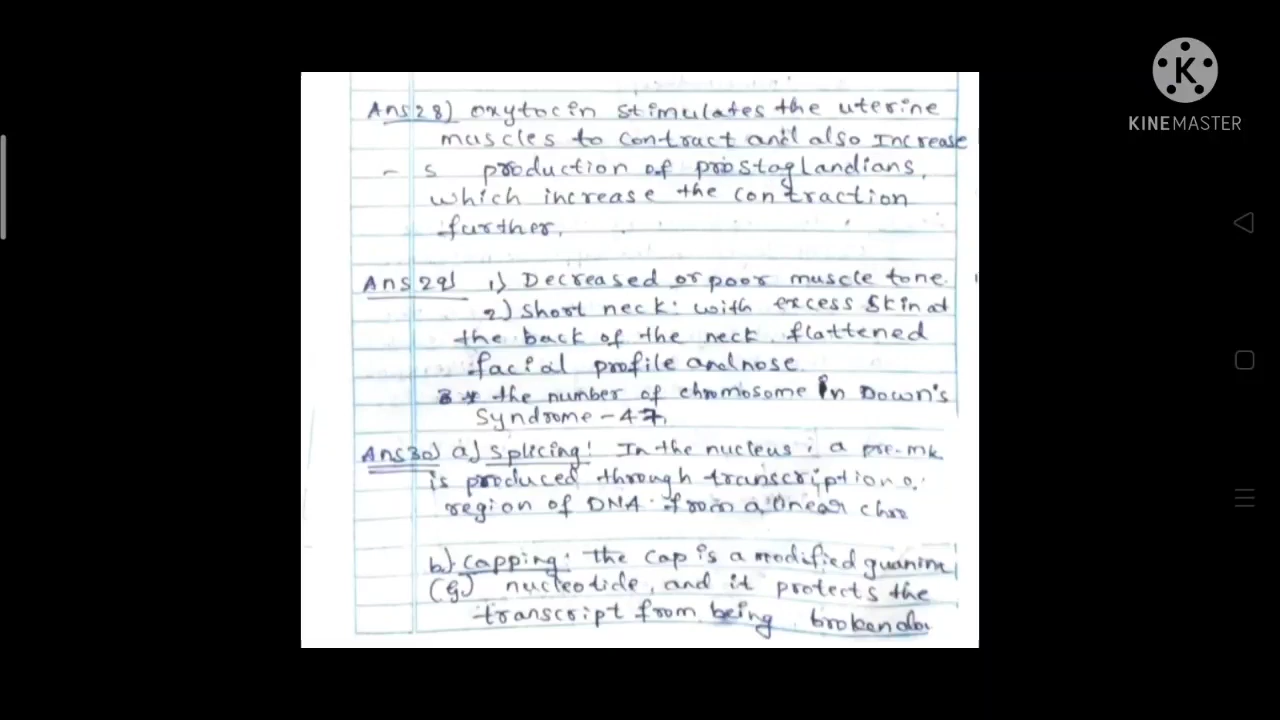 K
KINEMASTER
Ans28) oxytocin stimulates the uterine
muscles to contract and also Increase
- s production of prostaglandians,
which increase the contraction
further.
Ans29) 1) Decreased or poor muscle tone.
2) Short neck: with excess skin at
the back of the neck. flattened
facial profile and nose.
* the number of chromosome in Down's
Syndrome - 47.
Ans30) a) Splicing: In the nucleus, a pre-mR
is produced through transcription o
region of DNA from a linear chro
b) Capping: the cap is a modified guanine
(G) nucleotide, and it protects the
transcript from being broken do